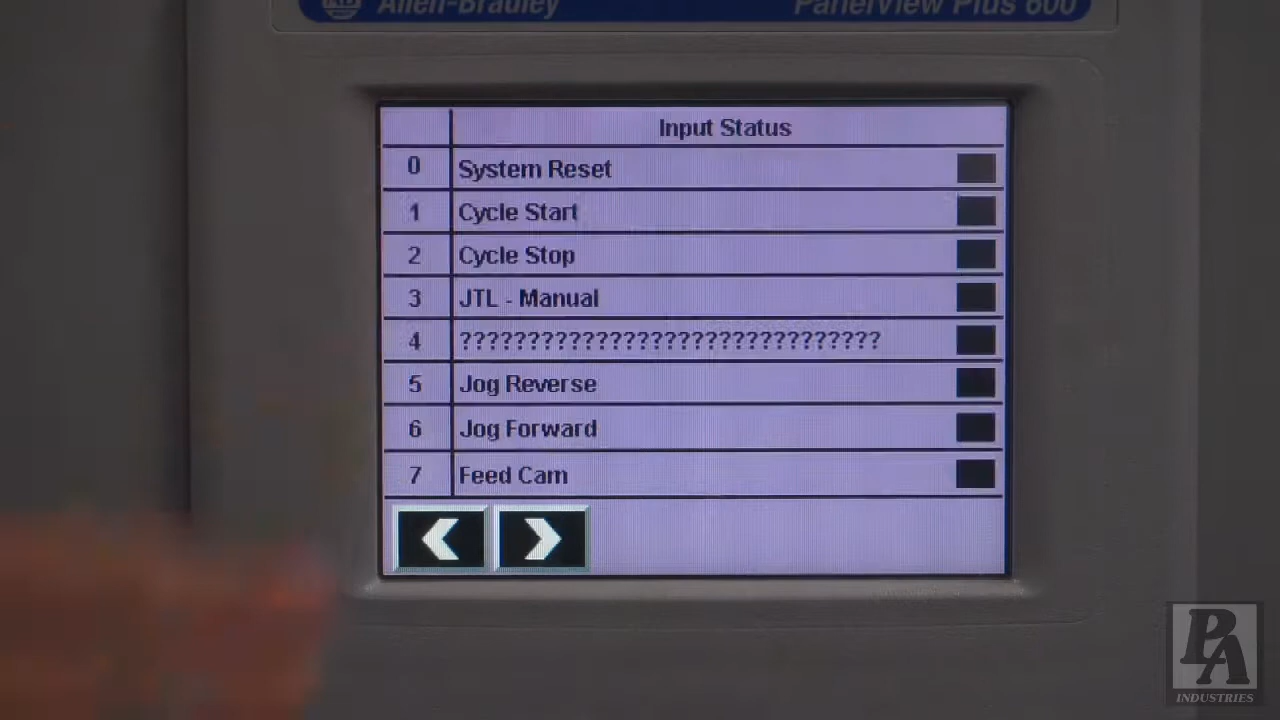 Allen-Bradley
PanelView Plus 600
Input Status
0 System Reset
1 Cycle Start
2 Cycle Stop
3 JTL - Manual
4 ???????????????????????????????
5 Jog Reverse
6 Jog Forward
7 Feed Cam
PA
INDUSTRIES